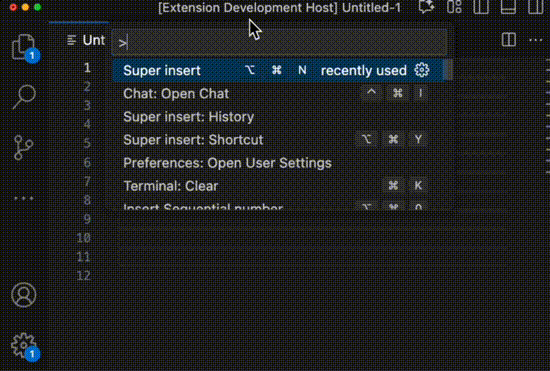 [Extension Development Host] Untitled-1
Unt
>
Super insert ⌥ ⌘ N recently used
Chat: Open Chat ^ ⌘ I
Super insert: History
Super insert: Shortcut ⌥ ⌘ Y
Preferences: Open User Settings
Terminal: Clear ⌘ K
Insert Sequential number ⌥ ⌘ 0
1
2
3
4
5
6
7
8
9
10
11
12
1
1